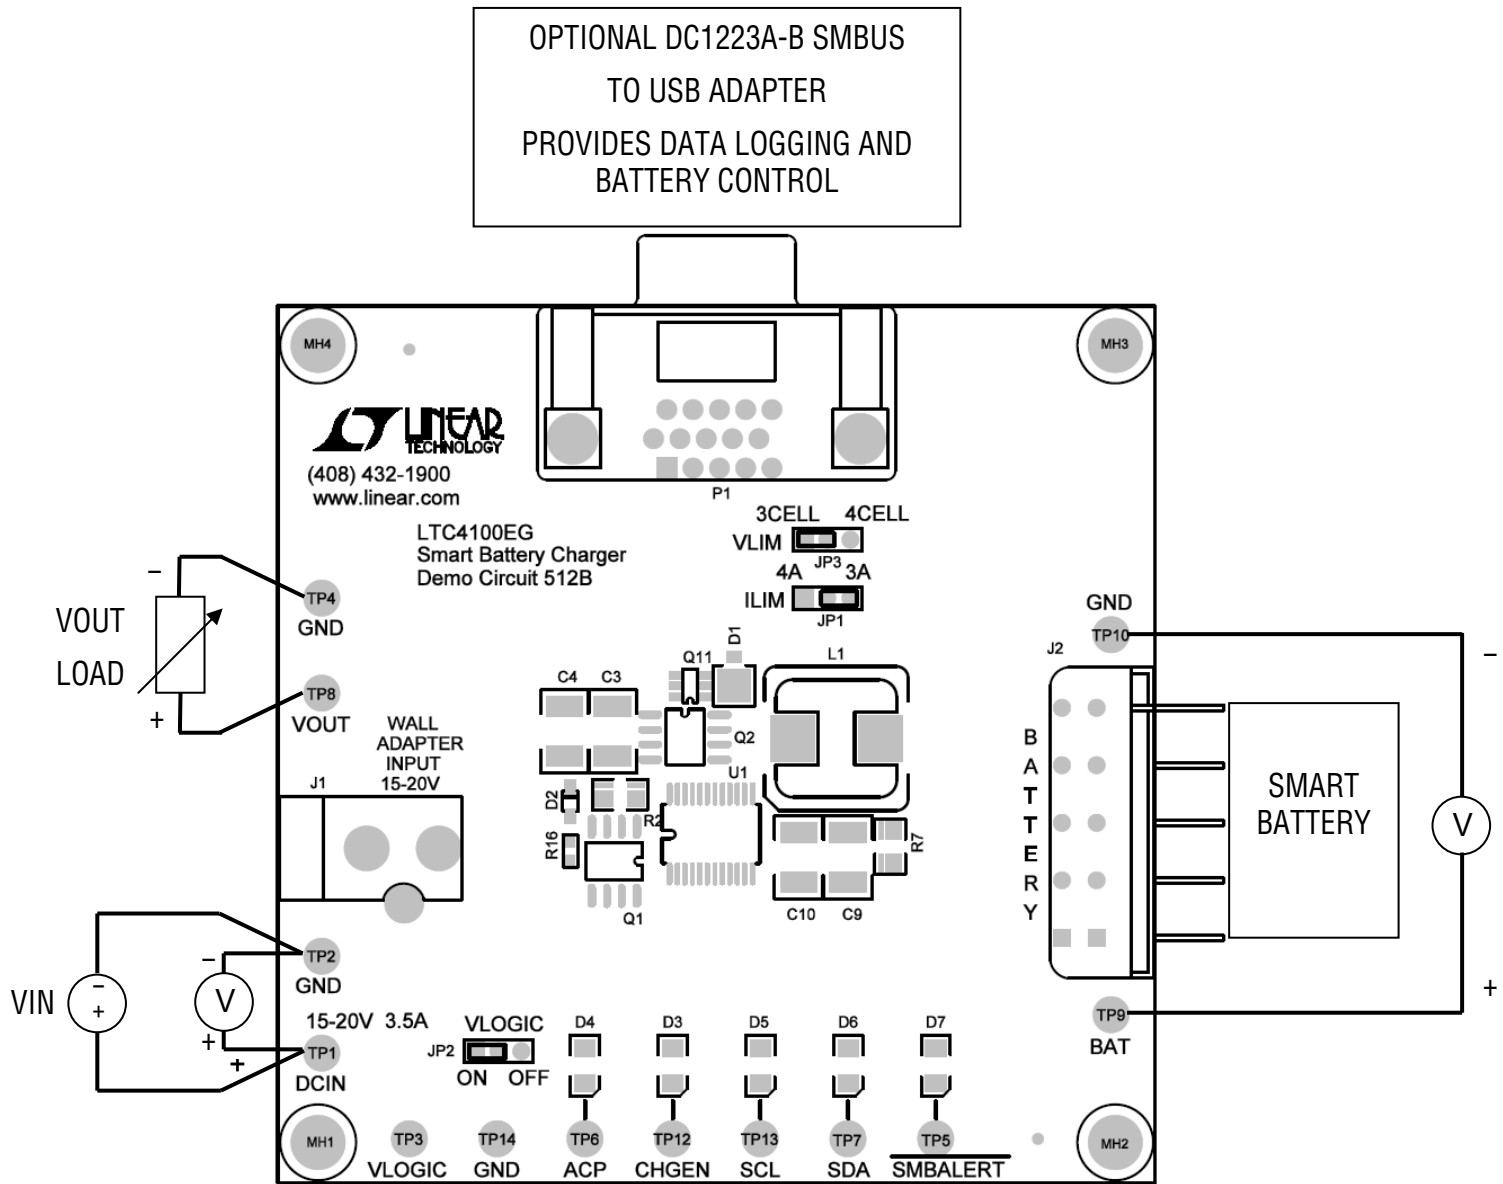 OPTIONAL DC1223A-B SMBUS
TO USB ADAPTER
PROVIDES DATA LOGGING AND
BATTERY CONTROL
MH4
MH3
LINEAR
TECHNOLOGY
(408) 432-1900
www.linear.com
P1
LTC4100EG
Smart Battery Charger
Demo Circuit 512B
3CELL 4CELL
VLIM
JP3
4A 3A
ILIM
JP1
VOUT
LOAD
−
+
TP4
GND
TP8
VOUT
WALL
ADAPTER
INPUT
15-20V
J1
D1
Q11
L1
C4
C3
Q2
U1
D2
R2
R16
Q1
R7
C10
C9
GND
TP10
J2
B
A
T
T
E
R
Y
SMART
BATTERY
−
V
+
TP9
BAT
VIN
−
+
−
V
+
+
TP2
GND
15-20V 3.5A
TP1
DCIN
VLOGIC
JP2
ON OFF
D4
D3
D5
D6
D7
MH1
TP3
VLOGIC
TP14
GND
TP6
ACP
TP12
CHGEN
TP13
SCL
TP7
SDA
TP5
SMBALERT
MH2